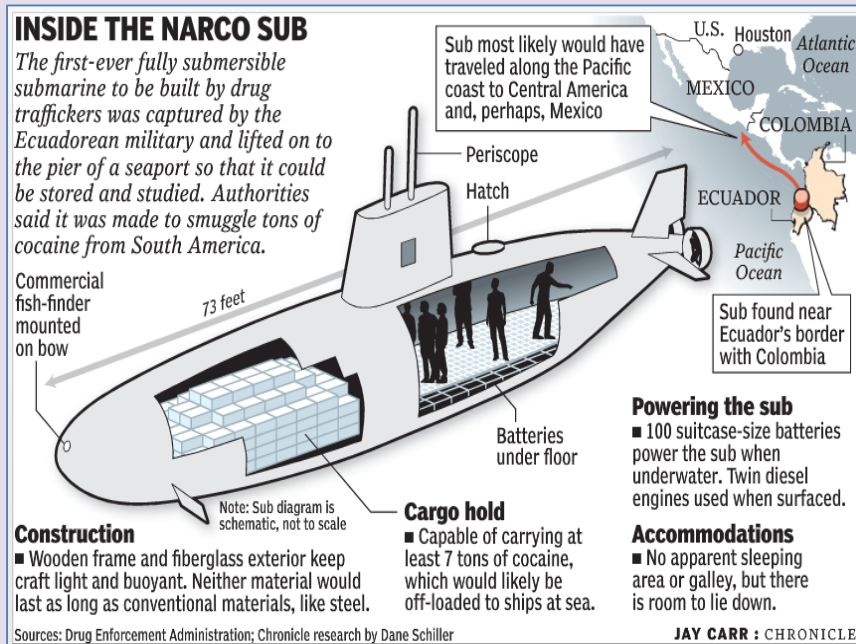 INSIDE THE NARCO SUB
The first-ever fully submersible
submarine to be built by drug
traffickers was captured by the
Ecuadorean military and lifted on to
the pier of a seaport so that it could
be stored and studied. Authorities
said it was made to smuggle tons of
cocaine from South America.
Sub most likely would have
traveled along the Pacific
coast to Central America
and, perhaps, Mexico
U.S.
Houston
Atlantic
Ocean
MEXICO
COLOMBIA
ECUADOR
Pacific
Ocean
Sub found near
Ecuador's border
with Colombia
Periscope
Hatch
Commercial
fish-finder
mounted
on bow
73 feet
Batteries
under floor
Note: Sub diagram is
schematic, not to scale
Construction
■ Wooden frame and fiberglass exterior keep
craft light and buoyant. Neither material would
last as long as conventional materials, like steel.
Cargo hold
■ Capable of carrying at
least 7 tons of cocaine,
which would likely be
off-loaded to ships at sea.
Powering the sub
■ 100 suitcase-size batteries
power the sub when
underwater. Twin diesel
engines used when surfaced.
Accommodations
■ No apparent sleeping
area or galley, but there
is room to lie down.
Sources: Drug Enforcement Administration; Chronicle research by Dane Schiller
JAY CARR : CHRONICLE